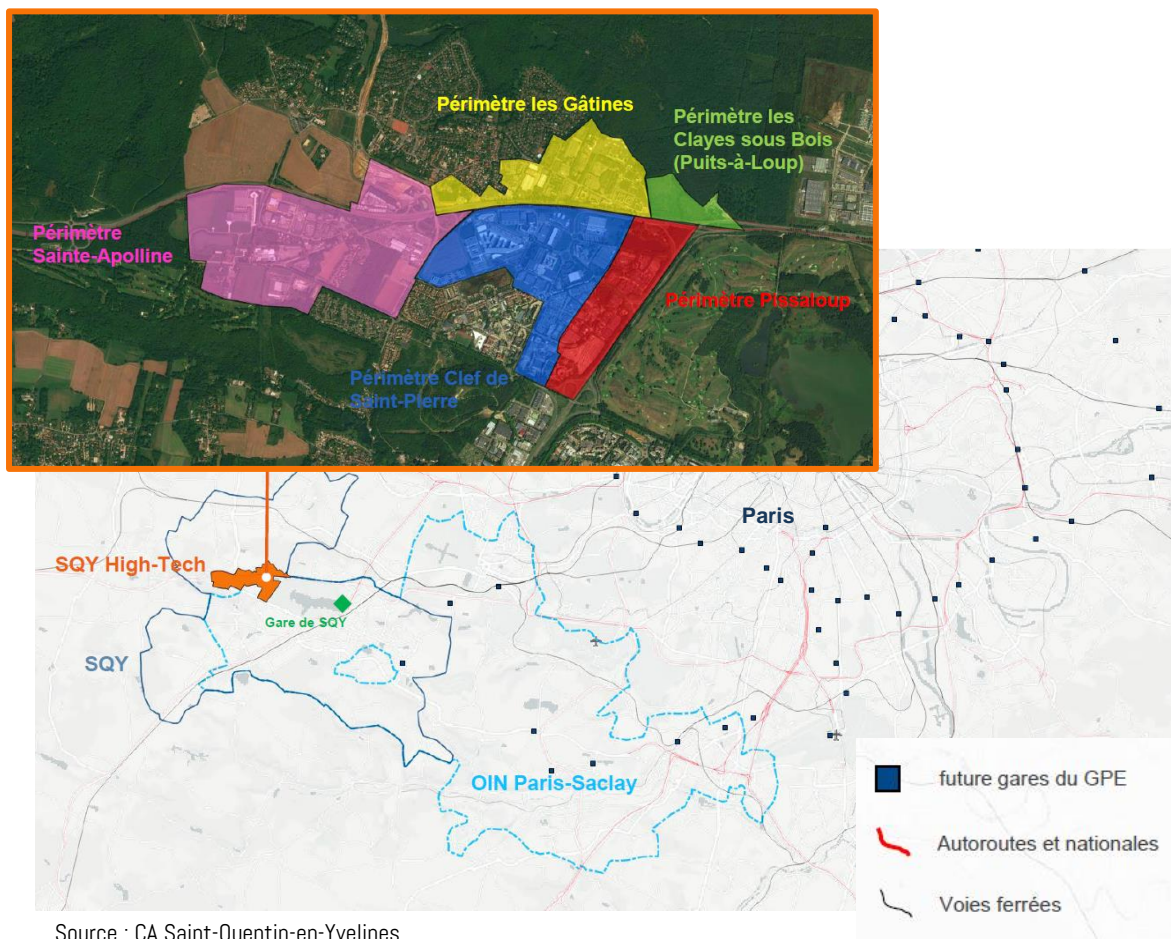 Périmètre les Gâtines
Périmètre les
Clayes sous Bois
(Puits-à-Loup)
Périmètre
Sainte-Apolline
Périmètre Pissaloup
Périmètre Clef de
Saint-Pierre
Paris
SQY High-Tech
Gare de SQY
SQY
OIN Paris-Saclay
future gares du GPE
Autoroutes et nationales
Voies ferrées
Source : CA Saint-Quentin-en-Yvelines